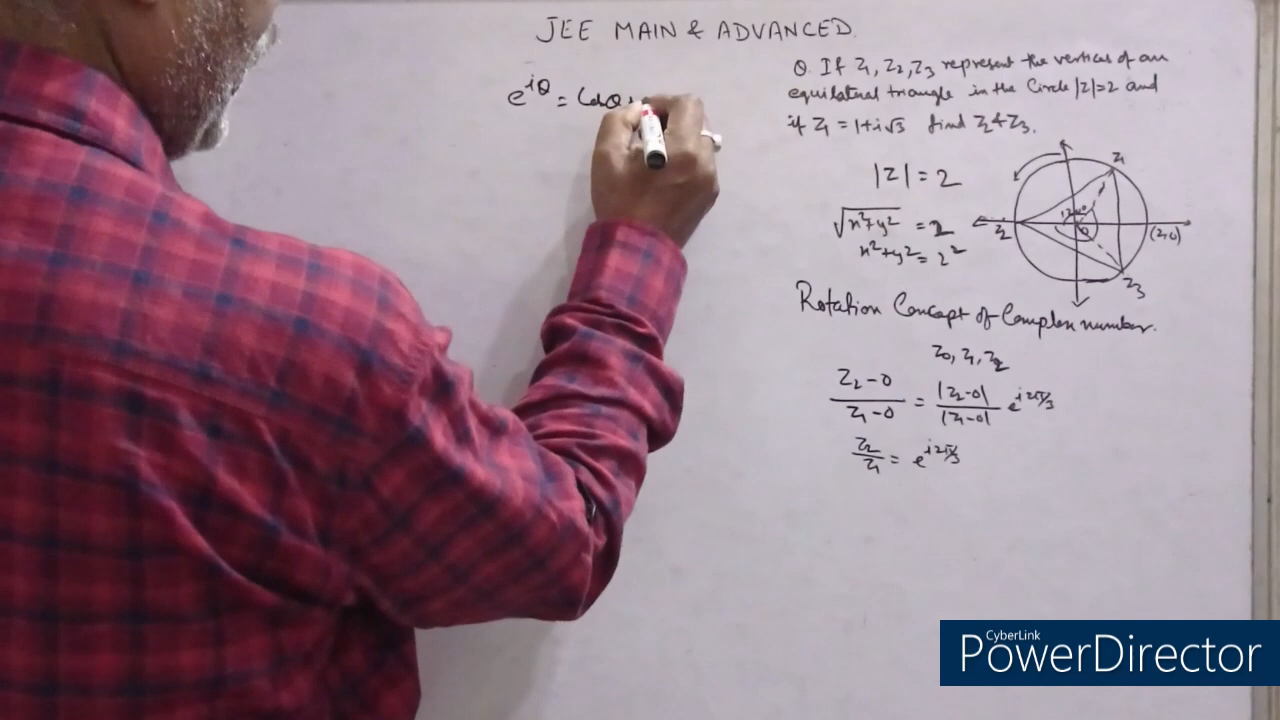 JEE MAIN & ADVANCED
e^iθ = Cosθ +
Q. If Z1, Z2, Z3 represent the vertices of an
equilateral triangle in the Circle |Z|=2 and
if Z1 = 1+i√3 find Z2 & Z3.
|Z| = 2
√x²+y² = 2
x²+y² = 2²
Z1
120°
Z2
(2,0)
Z3
Rotation Concept of Complex number.
Z0, Z1, Z2
Z2-0 / Z1-0 = |Z2-0| / |Z1-0| e^i2π/3
Z2 / Z1 = e^i2π/3
CyberLink
PowerDirector